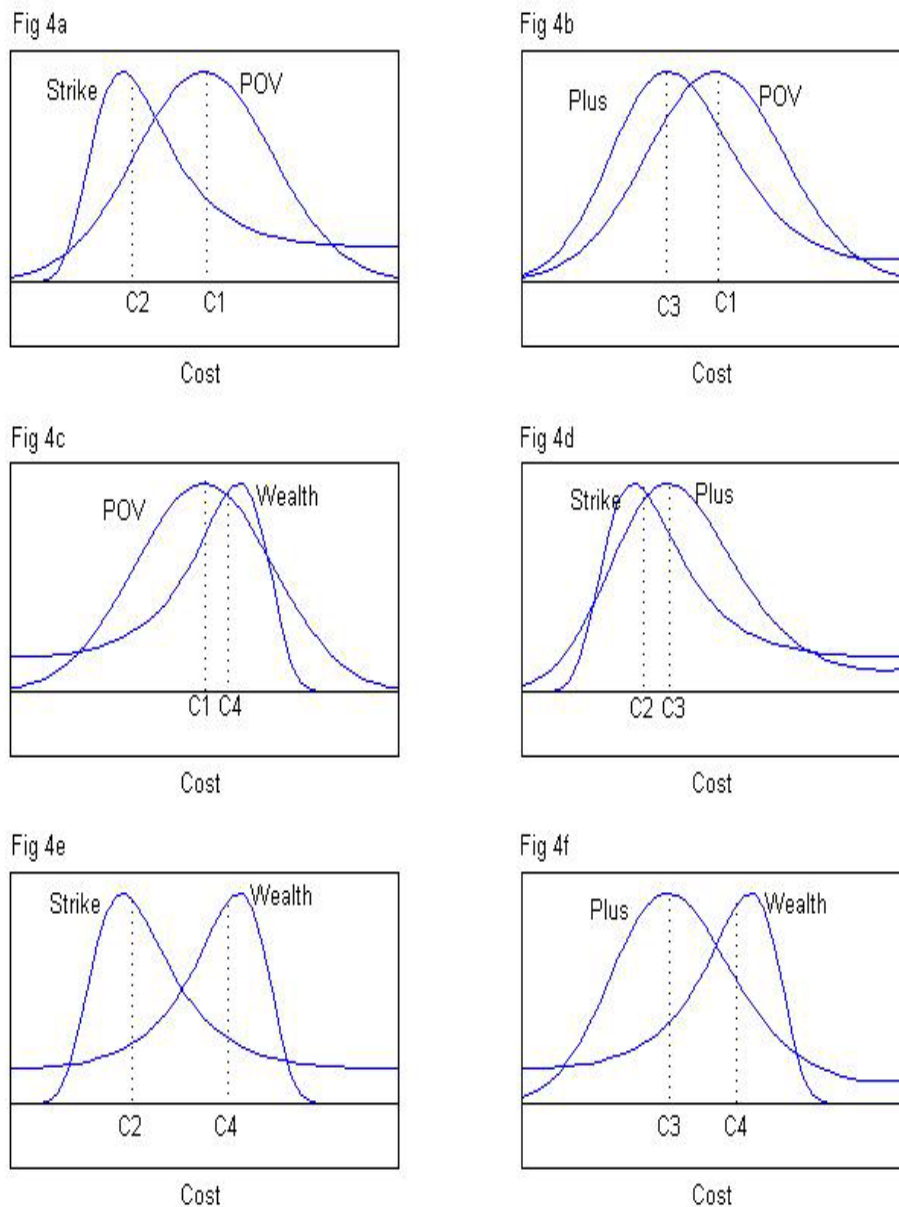 Fig 4a
Strike
POV
C2 C1
Cost
Fig 4b
Plus
POV
C3 C1
Cost
Fig 4c
POV
Wealth
C1 C4
Cost
Fig 4d
Strike Plus
C2 C3
Cost
Fig 4e
Strike
Wealth
C2 C4
Cost
Fig 4f
Plus
Wealth
C3 C4
Cost